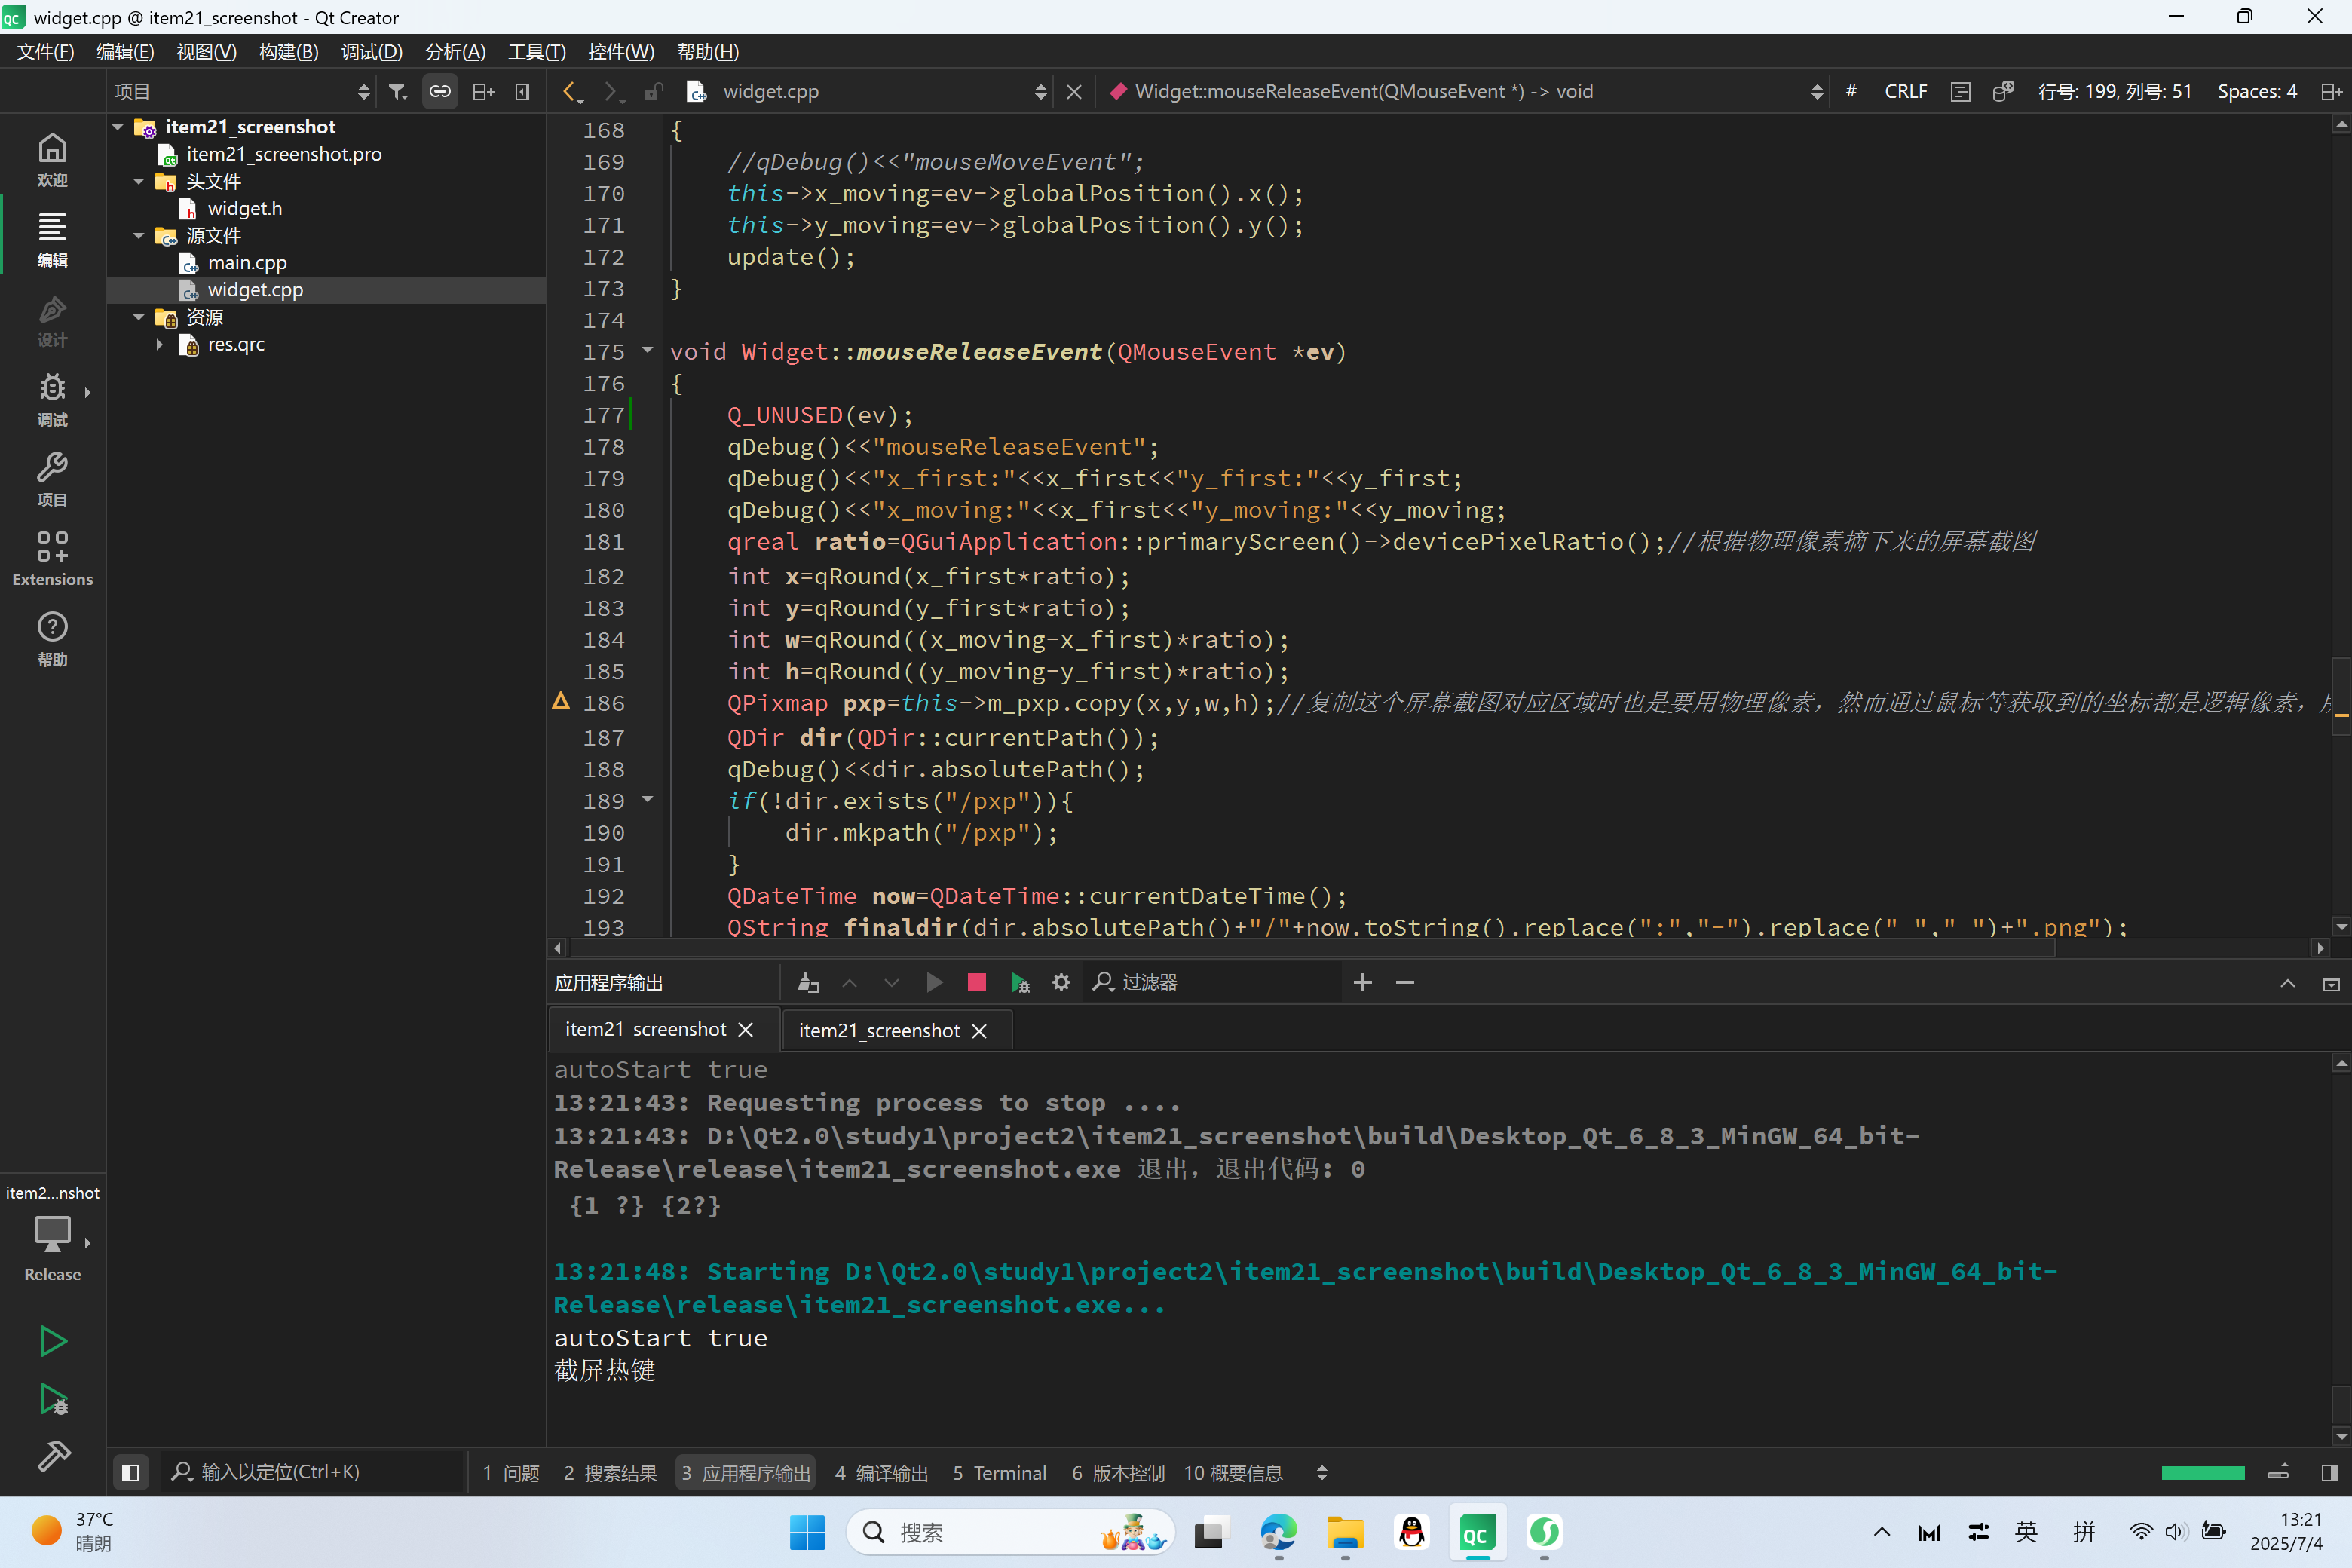 widget.cpp @ item21_screenshot - Qt Creator
文件(F) 编辑(E) 视图(V) 构建(B) 调试(D) 分析(A) 工具(T) 控件(W) 帮助(H)
项目
widget.cpp
Widget::mouseReleaseEvent(QMouseEvent *) -> void
# CRLF 行号: 199, 列号: 51 Spaces: 4
欢迎
编辑
设计
调试
项目
Extensions
帮助
item21_screenshot
item21_screenshot.pro
头文件
widget.h
源文件
main.cpp
widget.cpp
资源
res.qrc
168 {
169 //qDebug()<<"mouseMoveEvent";
170 this->x_moving=ev->globalPosition().x();
171 this->y_moving=ev->globalPosition().y();
172 update();
173 }
174
175 void Widget::mouseReleaseEvent(QMouseEvent *ev)
176 {
177 Q_UNUSED(ev);
178 qDebug()<<"mouseReleaseEvent";
179 qDebug()<<"x_first:"<<x_first<<"y_first:"<<y_first;
180 qDebug()<<"x_moving:"<<x_first<<"y_moving:"<<y_moving;
181 qreal ratio=QGuiApplication::primaryScreen()->devicePixelRatio();//根据物理像素摘下来的屏幕截图
182 int x=qRound(x_first*ratio);
183 int y=qRound(y_first*ratio);
184 int w=qRound((x_moving-x_first)*ratio);
185 int h=qRound((y_moving-y_first)*ratio);
186 QPixmap pxp=this->m_pxp.copy(x,y,w,h);//复制这个屏幕截图对应区域时也是要用物理像素，然而通过鼠标等获取到的坐标都是逻辑像素，
187 QDir dir(QDir::currentPath());
188 qDebug()<<dir.absolutePath();
189 if(!dir.exists("/pxp")){
190 dir.mkpath("/pxp");
191 }
192 QDateTime now=QDateTime::currentDateTime();
193 QString finaldir(dir.absolutePath()+"/"+now.toString().replace(":","-").replace(" "," ")+".png");
应用程序输出
过滤器
item21_screenshot
item21_screenshot
autoStart true
13:21:43: Requesting process to stop ....
13:21:43: D:\Qt2.0\study1\project2\item21_screenshot\build\Desktop_Qt_6_8_3_MinGW_64_bit-
Release\release\item21_screenshot.exe 退出，退出代码: 0
{1 ?} {2?}
13:21:48: Starting D:\Qt2.0\study1\project2\item21_screenshot\build\Desktop_Qt_6_8_3_MinGW_64_bit-
Release\release\item21_screenshot.exe...
autoStart true
截屏热键
item2...nshot
Release
输入以定位(Ctrl+K)
1 问题 2 搜索结果 3 应用程序输出 4 编译输出 5 Terminal 6 版本控制 10 概要信息
37°C
晴朗
搜索
英 拼
13:21
2025/7/4